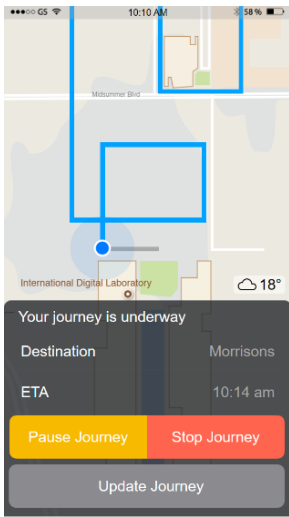 GS 10:10 AM 58 %
Midsummer Blvd
International Digital Laboratory
18°
Your journey is underway
Destination Morrisons
ETA 10:14 am
Pause Journey Stop Journey
Update Journey